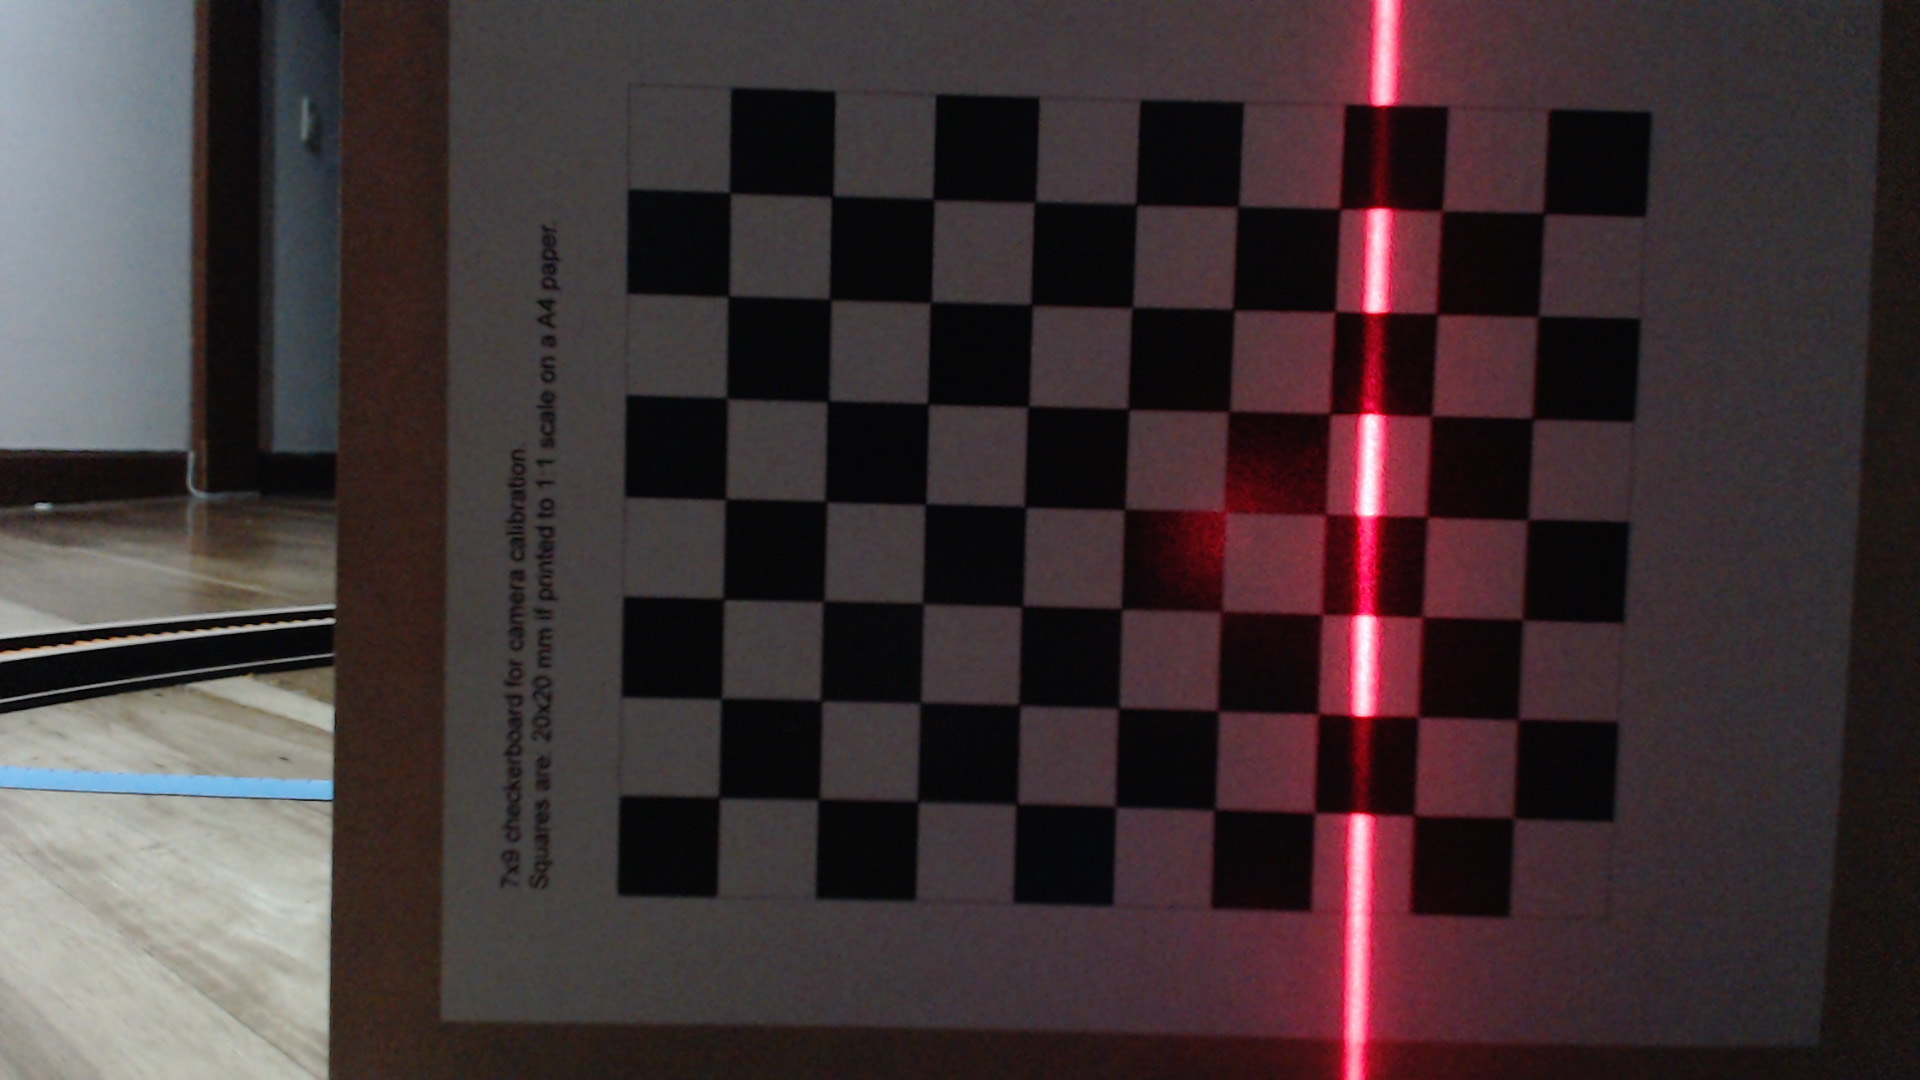 7x9 checkerboard for camera calibration.
Squares are: 20x20 mm if printed to 1:1 scale on a A4 paper.